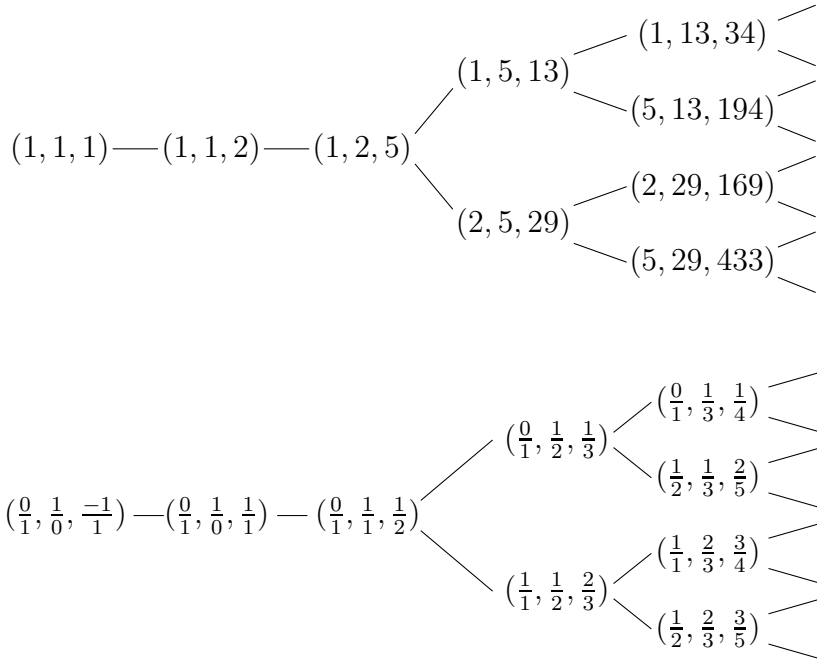 (1, 13, 34)
(1, 5, 13)
(5, 13, 194)
(1, 1, 1) (1, 1, 2) (1, 2, 5)
(2, 29, 169)
(2, 5, 29)
(5, 29, 433)
(0/1, 1/3, 1/4)
(0/1, 1/2, 1/3)
(1/2, 1/3, 2/5)
(0/1, 1/0, -1/1) (0/1, 1/0, 1/1) (0/1, 1/1, 1/2)
(1/1, 2/3, 3/4)
(1/1, 1/2, 2/3)
(1/2, 2/3, 3/5)